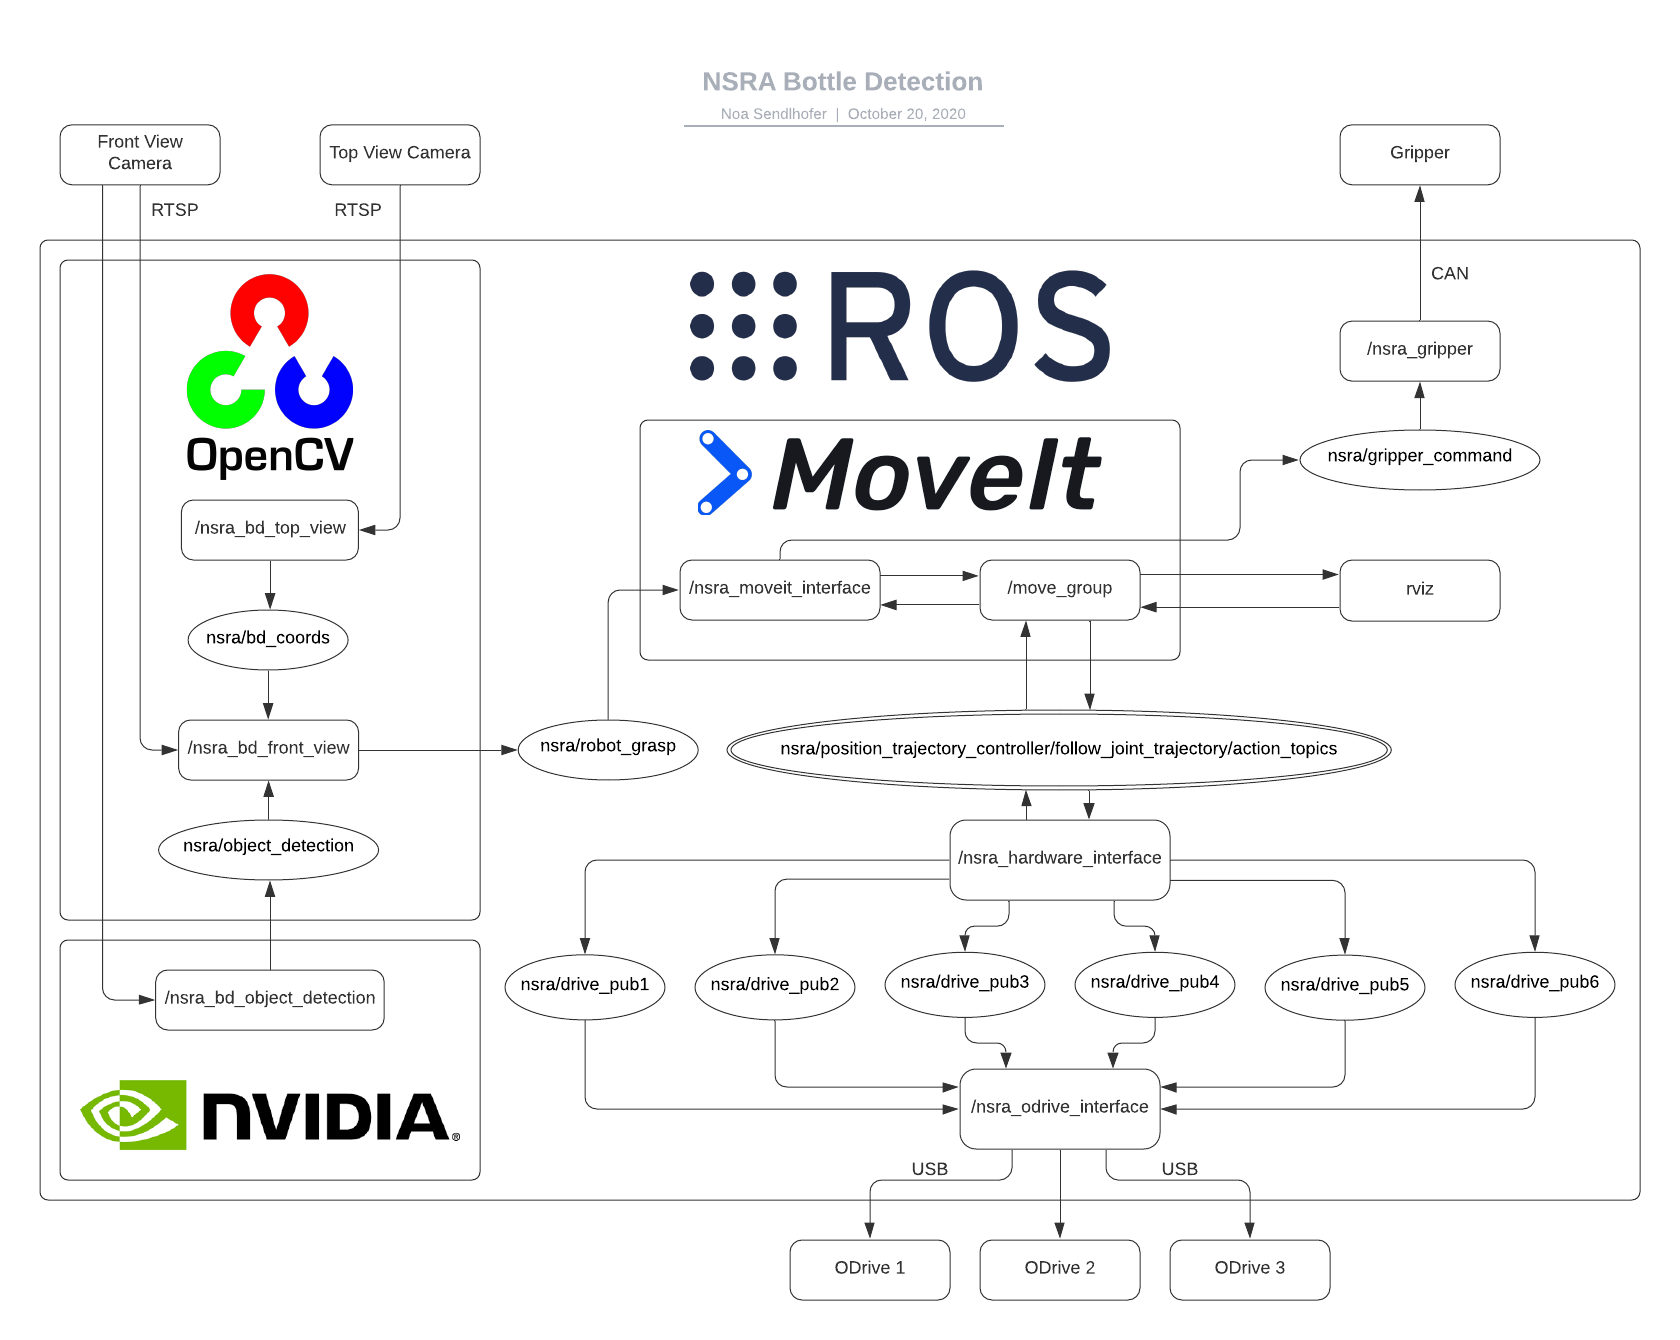 NSRA Bottle Detection
Noa Sendlhofer | October 20, 2020
Front View
Camera
Top View Camera
Gripper
RTSP
RTSP
CAN
ROS
OpenCV
/nsra_gripper
MoveIt
nsra/gripper_command
/nsra_bd_top_view
/nsra_moveit_interface
/move_group
rviz
nsra/bd_coords
/nsra_bd_front_view
nsra/robot_grasp
nsra/position_trajectory_controller/follow_joint_trajectory/action_topics
nsra/object_detection
/nsra_hardware_interface
/nsra_bd_object_detection
nsra/drive_pub1
nsra/drive_pub2
nsra/drive_pub3
nsra/drive_pub4
nsra/drive_pub5
nsra/drive_pub6
NVIDIA®
/nsra_odrive_interface
USB
USB
ODrive 1
ODrive 2
ODrive 3